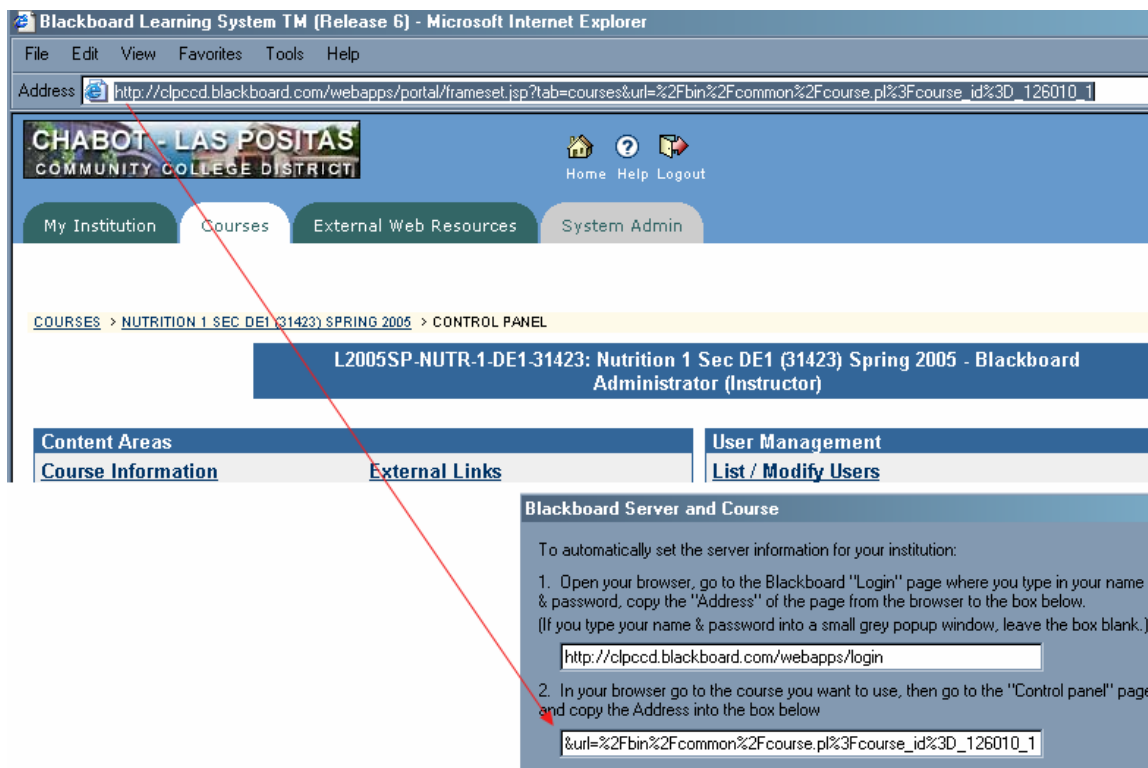 Blackboard Learning System TM (Release 6) - Microsoft Internet Explorer
File Edit View Favorites Tools Help
Address http://clpccd.blackboard.com/webapps/portal/frameset.jsp?tab=courses&url=%2Fbin%2Fcommon%2Fcourse.pl%3Fcourse_id%3D_126010_1
CHABOT - LAS POSITAS
COMMUNITY COLLEGE DISTRICT
Home Help Logout
My Institution Courses External Web Resources System Admin
COURSES > NUTRITION 1 SEC DE1 (31423) SPRING 2005 > CONTROL PANEL
L2005SP-NUTR-1-DE1-31423: Nutrition 1 Sec DE1 (31423) Spring 2005 - Blackboard
Administrator (Instructor)
Content Areas User Management
Course Information External Links List / Modify Users
Blackboard Server and Course
To automatically set the server information for your institution:
1. Open your browser, go to the Blackboard "Login" page where you type in your name
& password, copy the "Address" of the page from the browser to the box below.
(If you type your name & password into a small grey popup window, leave the box blank.)
http://clpccd.blackboard.com/webapps/login
2. In your browser go to the course you want to use, then go to the "Control panel" page
and copy the Address into the box below
&url=%2Fbin%2Fcommon%2Fcourse.pl%3Fcourse_id%3D_126010_1